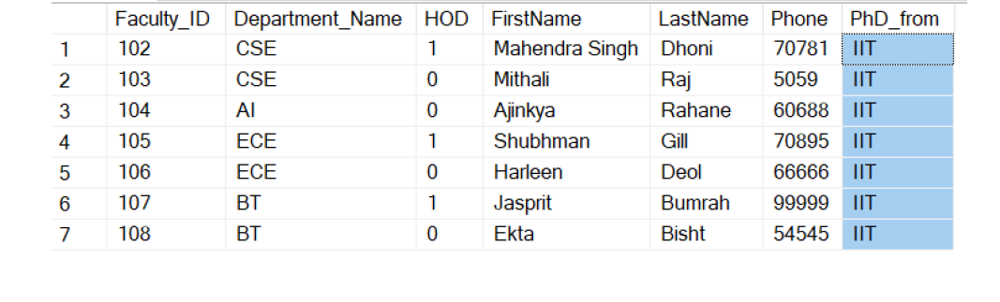 Faculty_ID Department_Name HOD FirstName LastName Phone PhD_from
1 102 CSE 1 Mahendra Singh Dhoni 70781 IIT
2 103 CSE 0 Mithali Raj 5059 IIT
3 104 AI 0 Ajinkya Rahane 60688 IIT
4 105 ECE 1 Shubhman Gill 70895 IIT
5 106 ECE 0 Harleen Deol 66666 IIT
6 107 BT 1 Jasprit Bumrah 99999 IIT
7 108 BT 0 Ekta Bisht 54545 IIT